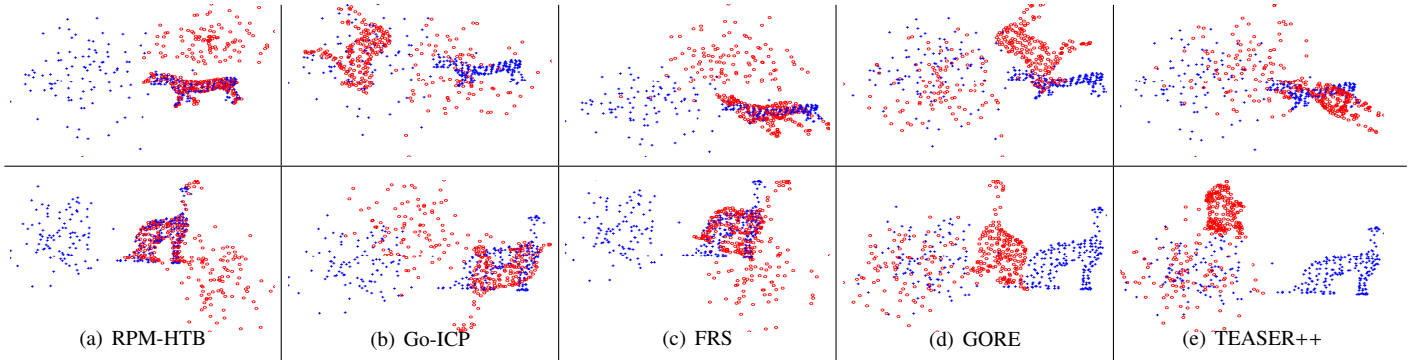 (a) RPM-HTB
(b) Go-ICP
(c) FRS
(d) GORE
(e) TEASER++